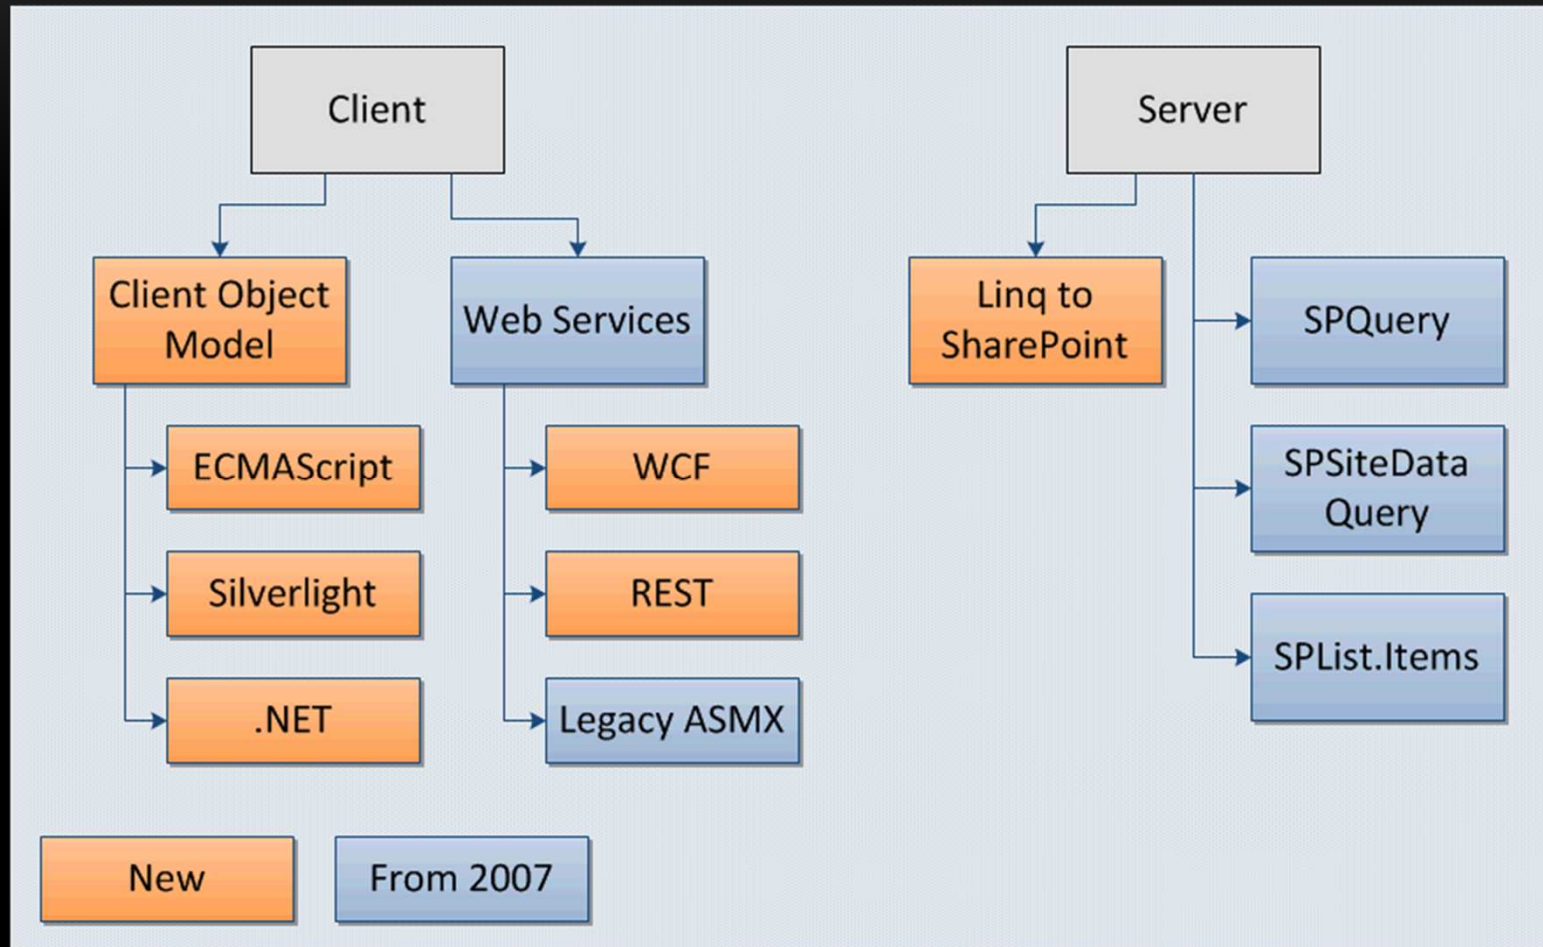 Client
Server
Client Object
Model
Web Services
Linq to
SharePoint
SPQuery
ECMAScript
WCF
SPSiteData
Query
Silverlight
REST
SPList.Items
.NET
Legacy ASMX
New
From 2007